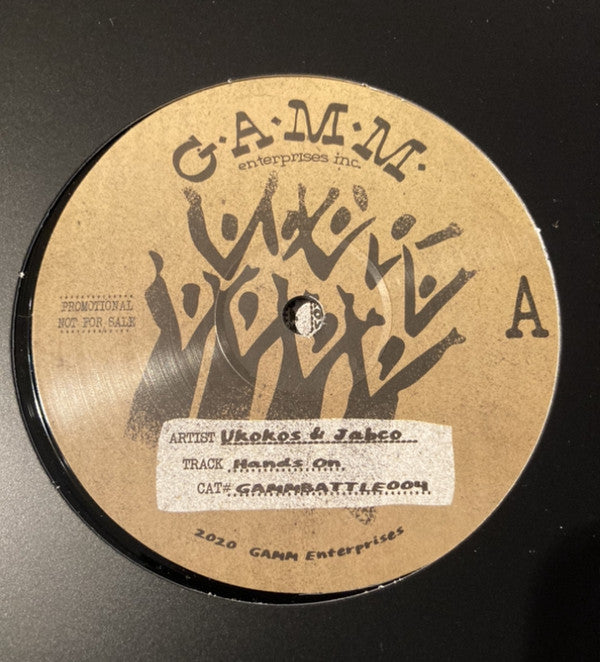 G·A·M·M·
enterprises inc.
PROMOTIONAL
NOT FOR SALE
A
ARTIST Ukokos & Jabco
TRACK Hands On
CAT# GAMMBATTLE004
2020 GAMM Enterprises